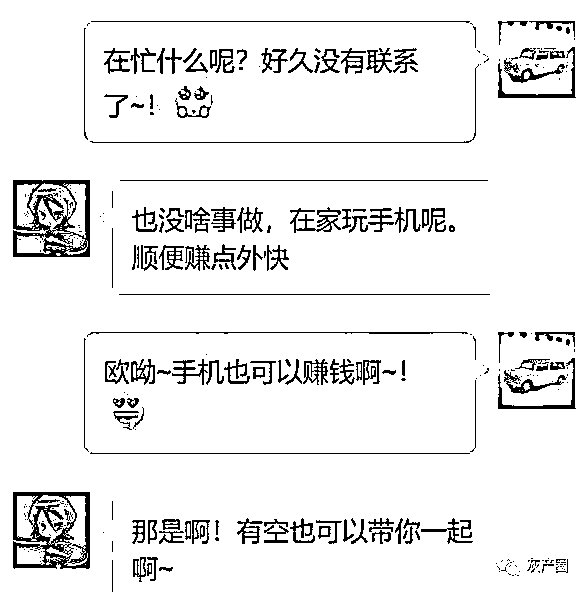 在忙什么呢？好久没有联系
了~！
也没啥事做，在家玩手机呢。
顺便赚点外快
欧呦~手机也可以赚钱啊~！
那是啊！有空也可以带你一起
啊~
灰产圈